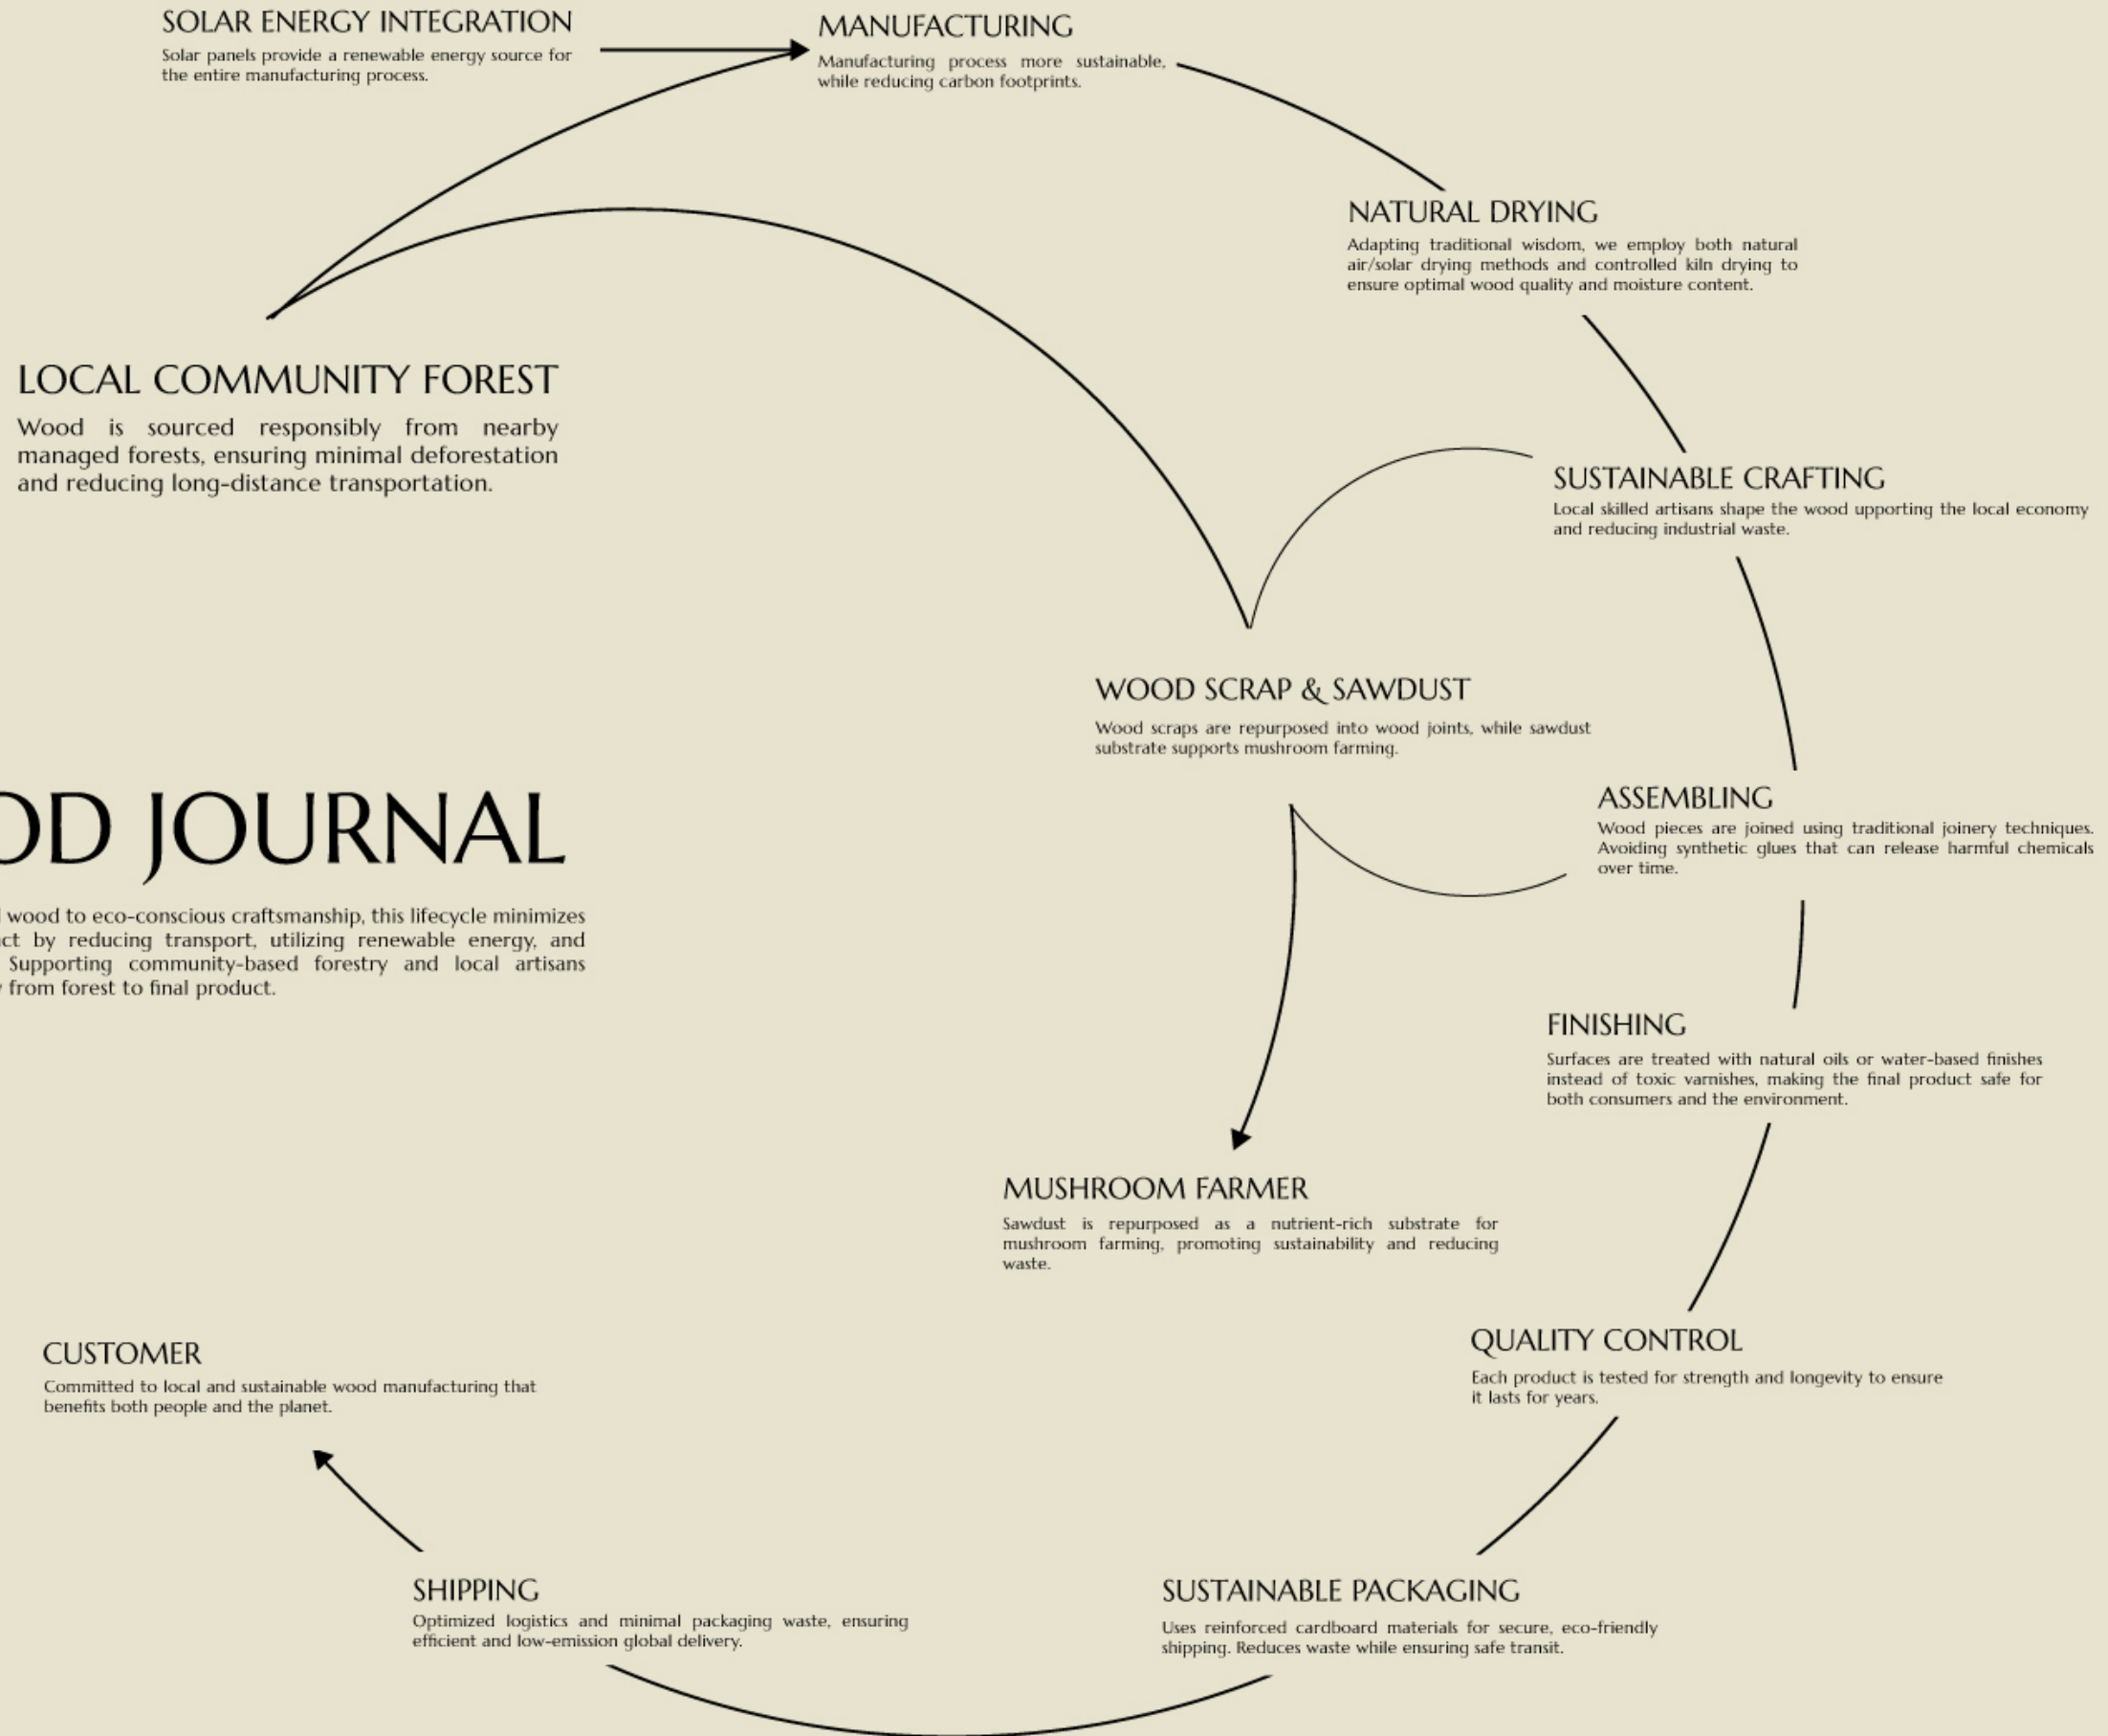 SOLAR ENERGY INTEGRATION
Solar panels provide a renewable energy source for
the entire manufacturing process.
MANUFACTURING
Manufacturing process more sustainable,
while reducing carbon footprints.
NATURAL DRYING
Adapting traditional wisdom, we employ both natural
air/solar drying methods and controlled kiln drying to
ensure optimal wood quality and moisture content.
LOCAL COMMUNITY FOREST
Wood is sourced responsibly from nearby
managed forests, ensuring minimal deforestation
and reducing long-distance transportation.
SUSTAINABLE CRAFTING
Local skilled artisans shape the wood upporting the local economy
and reducing industrial waste.
WOOD SCRAP & SAWDUST
Wood scraps are repurposed into wood joints, while sawdust
substrate supports mushroom farming.
OD JOURNAL
wood to eco-conscious craftsmanship, this lifecycle minimizes
ct by reducing transport, utilizing renewable energy, and
Supporting community-based forestry and local artisans
from forest to final product.
ASSEMBLING
Wood pieces are joined using traditional joinery techniques.
Avoiding synthetic glues that can release harmful chemicals
over time.
FINISHING
Surfaces are treated with natural oils or water-based finishes
instead of toxic varnishes, making the final product safe for
both consumers and the environment.
MUSHROOM FARMER
Sawdust is repurposed as a nutrient-rich substrate for
mushroom farming, promoting sustainability and reducing
waste.
QUALITY CONTROL
Each product is tested for strength and longevity to ensure
it lasts for years.
CUSTOMER
Committed to local and sustainable wood manufacturing that
benefits both people and the planet.
SHIPPING
Optimized logistics and minimal packaging waste, ensuring
efficient and low-emission global delivery.
SUSTAINABLE PACKAGING
Uses reinforced cardboard materials for secure, eco-friendly
shipping. Reduces waste while ensuring safe transit.